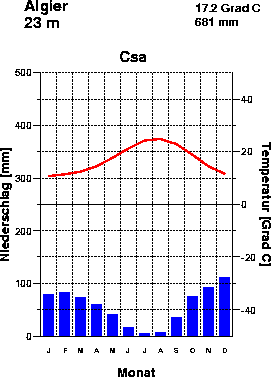 Algier
17.2 Grad C
23 m
681 mm
Csa
500
400
300
200
100
0
Niederschlag [mm]
40
20
0
-20
-40
Temperatur [Grad C]
J F M A M J J A S O N D
Monat